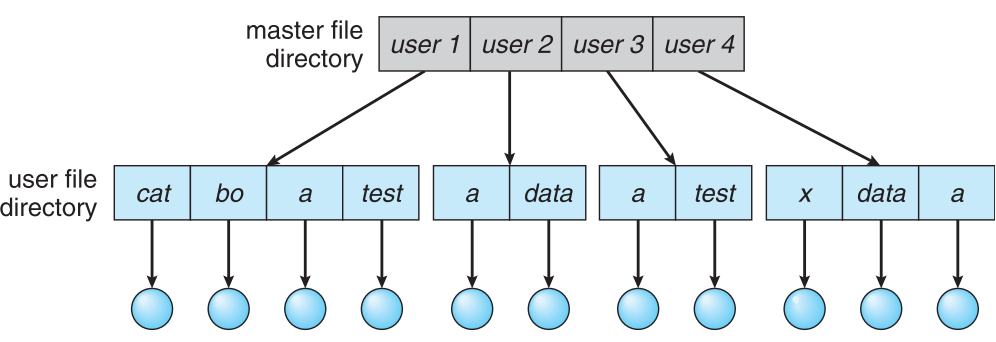 master file
directory
user 1 user 2 user 3 user 4
user file
directory
cat bo a test a data a test x data a